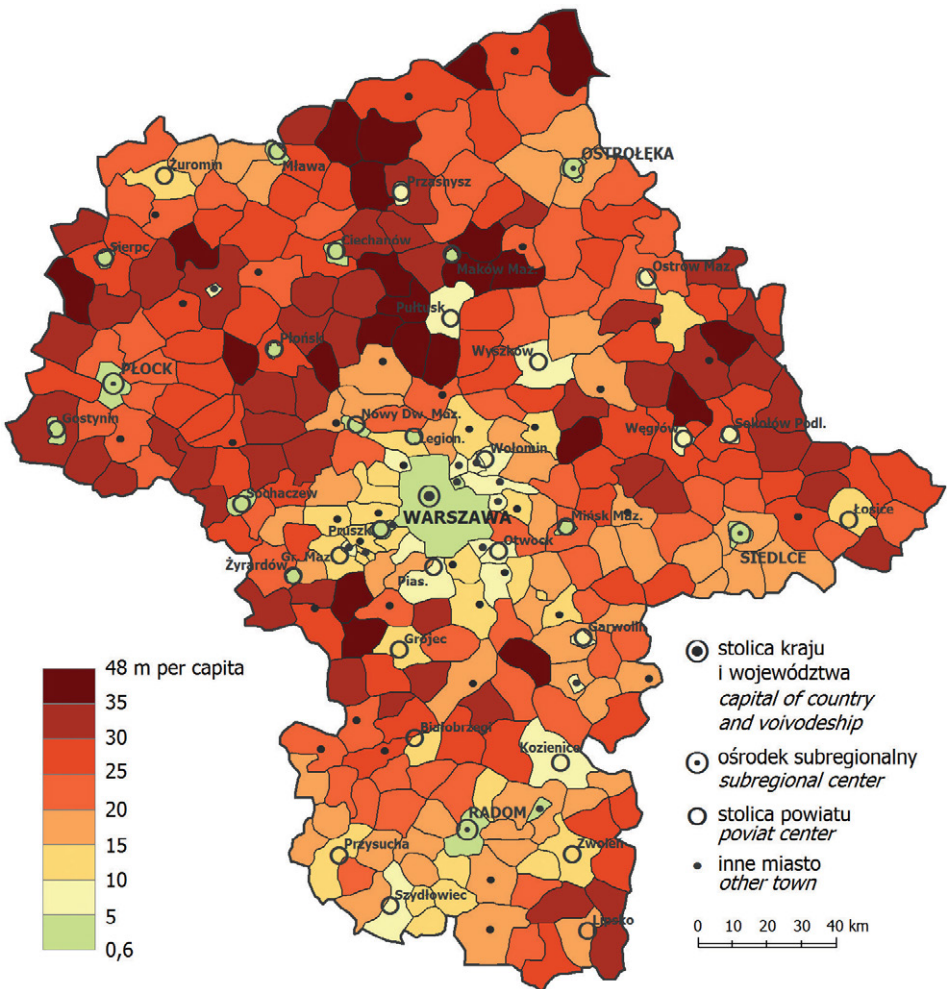 OSTROŁĘKA
Żuromin
Mława
Przasnysz
Sierpc
Ciechanów
Maków Maz.
Ostrów Maz.
Pułtusk
Płońsk
Wyszków
PŁOCK
Gostynin
Nowy Dw. Maz.
Legion.
Wołomin
Węgrów
Sokołów Podl.
Sochaczew
WARSZAWA
Łosice
Pruszk.
Mińsk Maz.
Otwock
SIEDLCE
Gr. Maz.
Żyrardów
Pias.
Garwolin
Grójec
Białobrzegi
Kozienice
RADOM
Przysucha
Zwoleń
Szydłowiec
Lipsko
48 m per capita
35
30
25
20
15
10
5
0,6
stolica kraju
i województwa
capital of country
and voivodeship
ośrodek subregionalny
subregional center
stolica powiatu
poviat center
inne miasto
other town
0 10 20 40 km